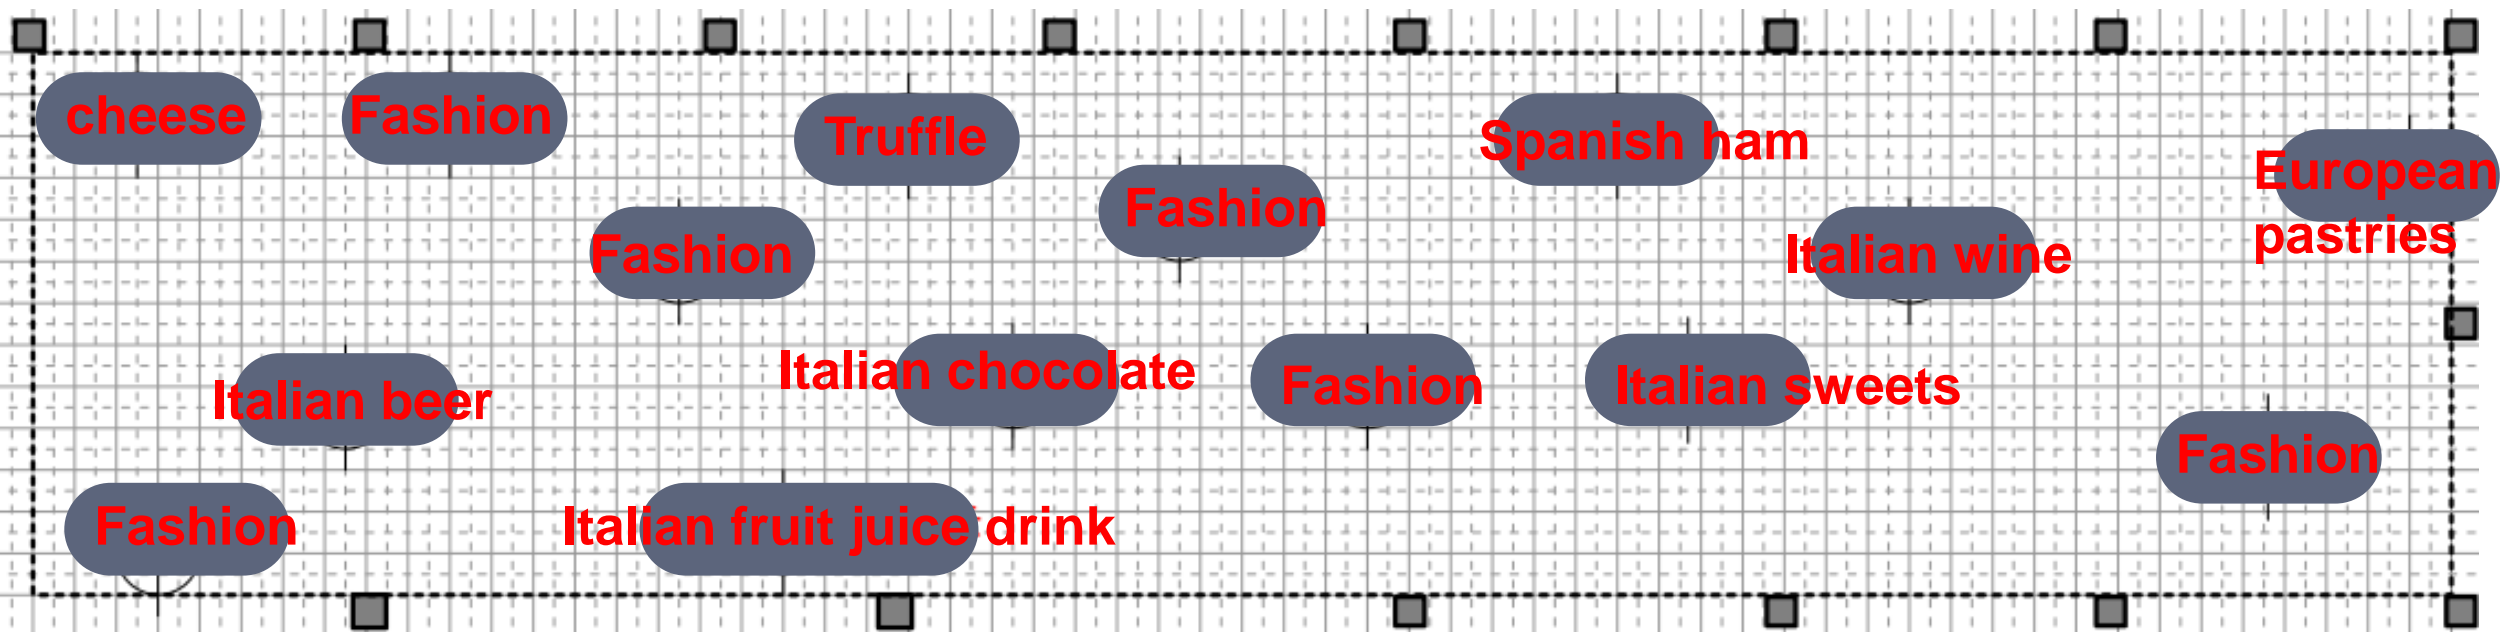 cheese
Fashion
Truffle
Spanish ham
European
pastries
Fashion
Fashion
Italian wine
Italian beer
Italian chocolate
Fashion
Italian sweets
Fashion
Fashion
Italian fruit juice drink